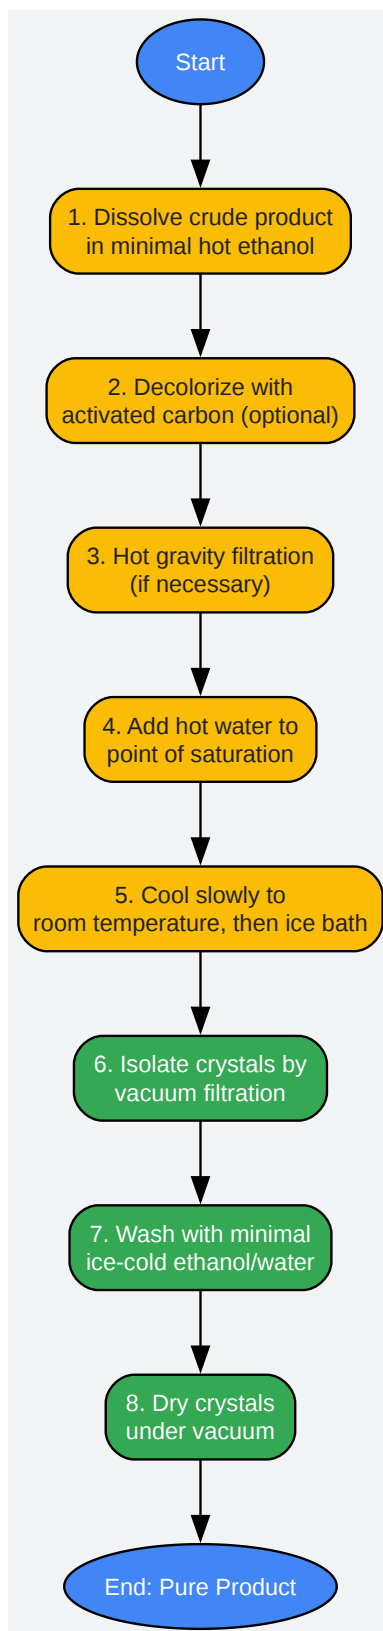 Start
1. Dissolve crude product
in minimal hot ethanol
2. Decolorize with
activated carbon (optional)
3. Hot gravity filtration
(if necessary)
4. Add hot water to
point of saturation
5. Cool slowly to
room temperature, then ice bath
6. Isolate crystals by
vacuum filtration
7. Wash with minimal
ice-cold ethanol/water
8. Dry crystals
under vacuum
End: Pure Product